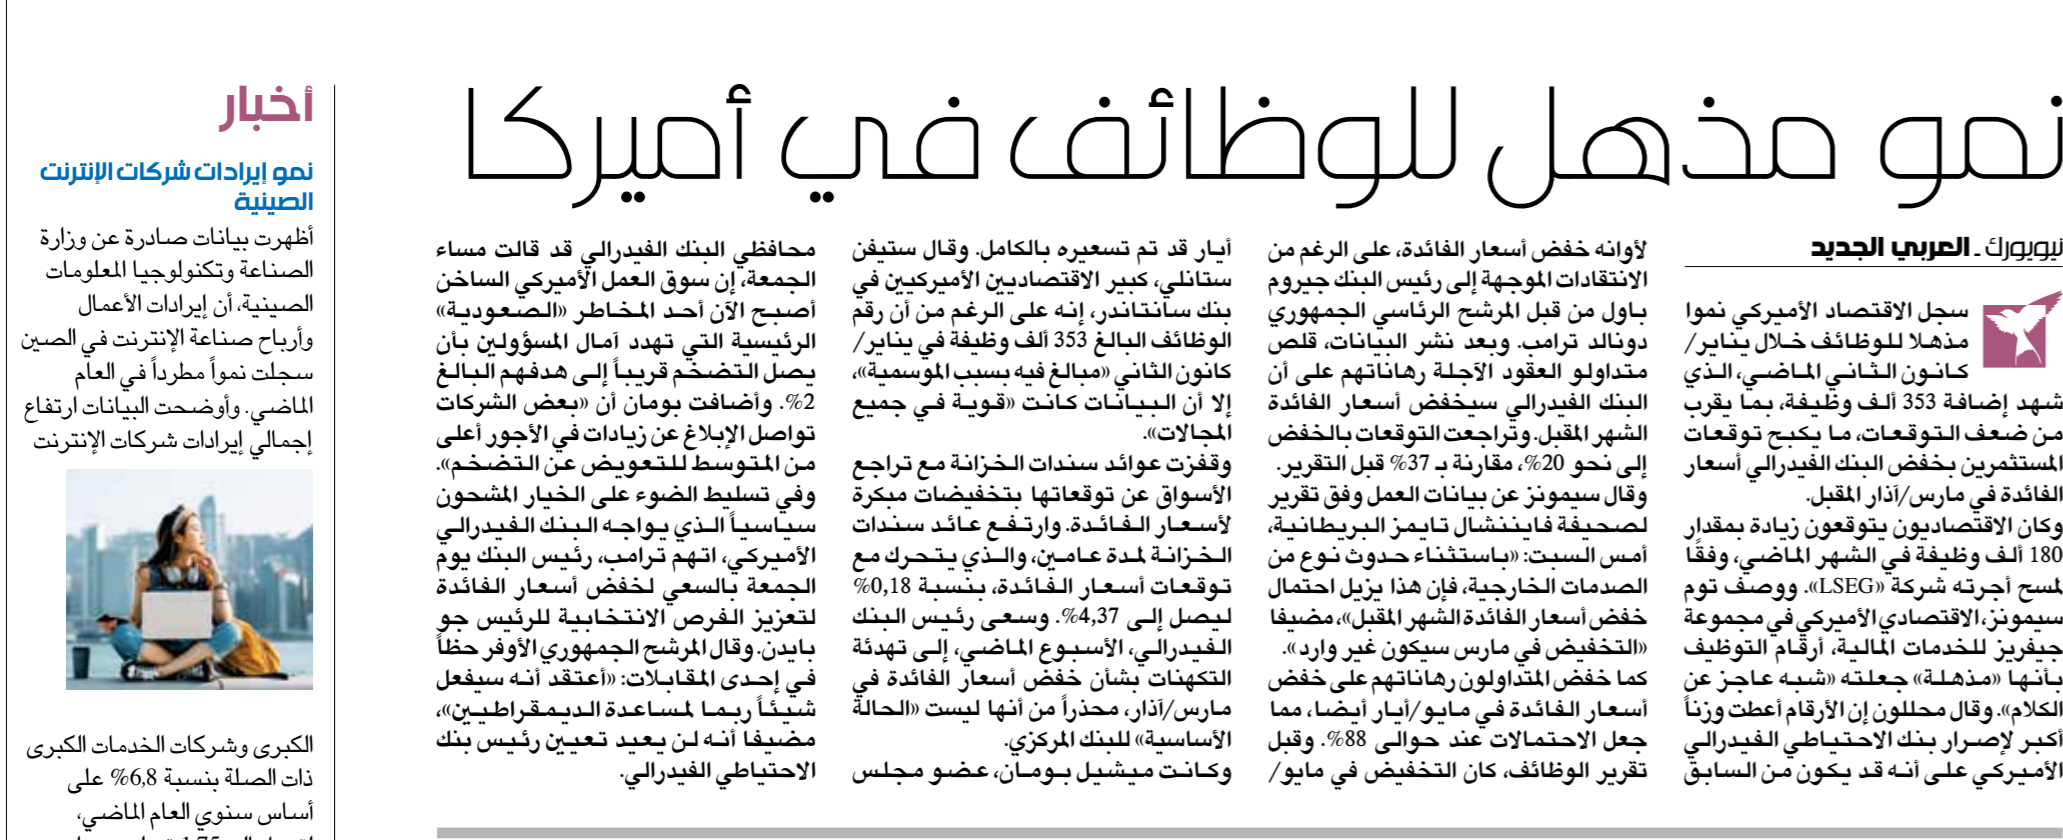 نمو مذهل للوظائف في أميركا
نيويورك ـ العربي الجديد
سجل الاقتصاد الأميركي نموا
مذهلا للوظائف خلال يناير/
كانون الثاني الماضي، الذي
شهد إضافة 353 ألف وظيفة، بما يقرب
من ضعف التوقعات، ما يكبح توقعات
المستثمرين بخفض البنك الفيدرالي أسعار
الفائدة في مارس/آذار المقبل.
وكان الاقتصاديون يتوقعون زيادة بمقدار
180 ألف وظيفة في الشهر الماضي، وفقًا
لمسح أجرته شركة «LSEG». ووصف توم
سيمونز، الاقتصادي الأميركي في مجموعة
جيفريز للخدمات المالية، أرقام التوظيف
بأنها «مذهلة» جعلته «شبه عاجز عن
الكلام». وقال محللون إن الأرقام أعطت وزناً
أكبر لإصرار بنك الاحتياطي الفيدرالي
الأميركي على أنه قد يكون من السابق
لأوانه خفض أسعار الفائدة، على الرغم من
الانتقادات الموجهة إلى رئيس البنك جيروم
باول من قبل المرشح الرئاسي الجمهوري
دونالد ترامب. وبعد نشر البيانات، قلص
متداولو العقود الآجلة رهاناتهم على أن
البنك الفيدرالي سيخفض أسعار الفائدة
الشهر المقبل. وتراجعت التوقعات بالخفض
إلى نحو 20%، مقارنة بـ 37% قبل التقرير.
وقال سيمونز عن بيانات العمل وفق تقرير
لصحيفة فايننشال تايمز البريطانية،
أمس السبت: «باستثناء حدوث نوع من
الصدمات الخارجية، فإن هذا يزيل احتمال
خفض أسعار الفائدة الشهر المقبل»، مضيفا
«التخفيض في مارس سيكون غير وارد».
كما خفض المتداولون رهاناتهم على خفض
أسعار الفائدة في مايو/أيار أيضا، مما
جعل الاحتمالات عند حوالى 88%. وقبل
تقرير الوظائف، كان التخفيض في مايو/
أيار قد تم تسعيره بالكامل. وقال ستيفن
ستانلي، كبير الاقتصاديين الأميركيين في
بنك سانتاندر، إنه على الرغم من أن رقم
الوظائف البالغ 353 ألف وظيفة في يناير/
كانون الثاني «مبالغ فيه بسبب الموسمية»،
إلا أن البيانات كانت «قوية في جميع
المجالات».
وقفزت عوائد سندات الخزانة مع تراجع
الأسواق عن توقعاتها بتخفيضات مبكرة
لأسعار الفائدة. وارتفع عائد سندات
الخزانة لمدة عامين، والذي يتحرك مع
توقعات أسعار الفائدة، بنسبة 0,18%
ليصل إلى 4,37%. وسعى رئيس البنك
الفيدرالي، الأسبوع الماضي، إلى تهدئة
التكهنات بشأن خفض أسعار الفائدة في
مارس/آذار، محذراً من أنها ليست «الحالة
الأساسية» للبنك المركزي.
وكانت ميشيل بومان، عضو مجلس
محافظي البنك الفيدرالي قد قالت مساء
الجمعة، إن سوق العمل الأميركي الساخن
أصبح الآن أحد المخاطر «الصعودية»
الرئيسية التي تهدد آمال المسؤولين بأن
يصل التضخم قريباً إلى هدفهم البالغ
2%. وأضافت بومان أن «بعض الشركات
تواصل الإبلاغ عن زيادات في الأجور أعلى
من المتوسط للتعويض عن التضخم».
وفي تسليط الضوء على الخيار المشحون
سياسياً الذي يواجه البنك الفيدرالي
الأميركي، اتهم ترامب، رئيس البنك يوم
الجمعة بالسعي لخفض أسعار الفائدة
لتعزيز الفرص الانتخابية للرئيس جو
بايدن. وقال المرشح الجمهوري الأوفر حظاً
في إحدى المقابلات: «أعتقد أنه سيفعل
شيئاً ربما لمساعدة الديمقراطيين»،
مضيفا أنه لن يعيد تعيين رئيس بنك
الاحتياطي الفيدرالي.
أخبار
نمو إيرادات شركات الإنترنت
الصينية
أظهرت بيانات صادرة عن وزارة
الصناعة وتكنولوجيا المعلومات
الصينية، أن إيرادات الأعمال
وأرباح صناعة الإنترنت في الصين
سجلت نمواً مطرداً في العام
الماضي. وأوضحت البيانات ارتفاع
إجمالي إيرادات شركات الإنترنت
الكبرى وشركات الخدمات الكبرى
ذات الصلة بنسبة 6,8% على
أساس سنوي العام الماضي،